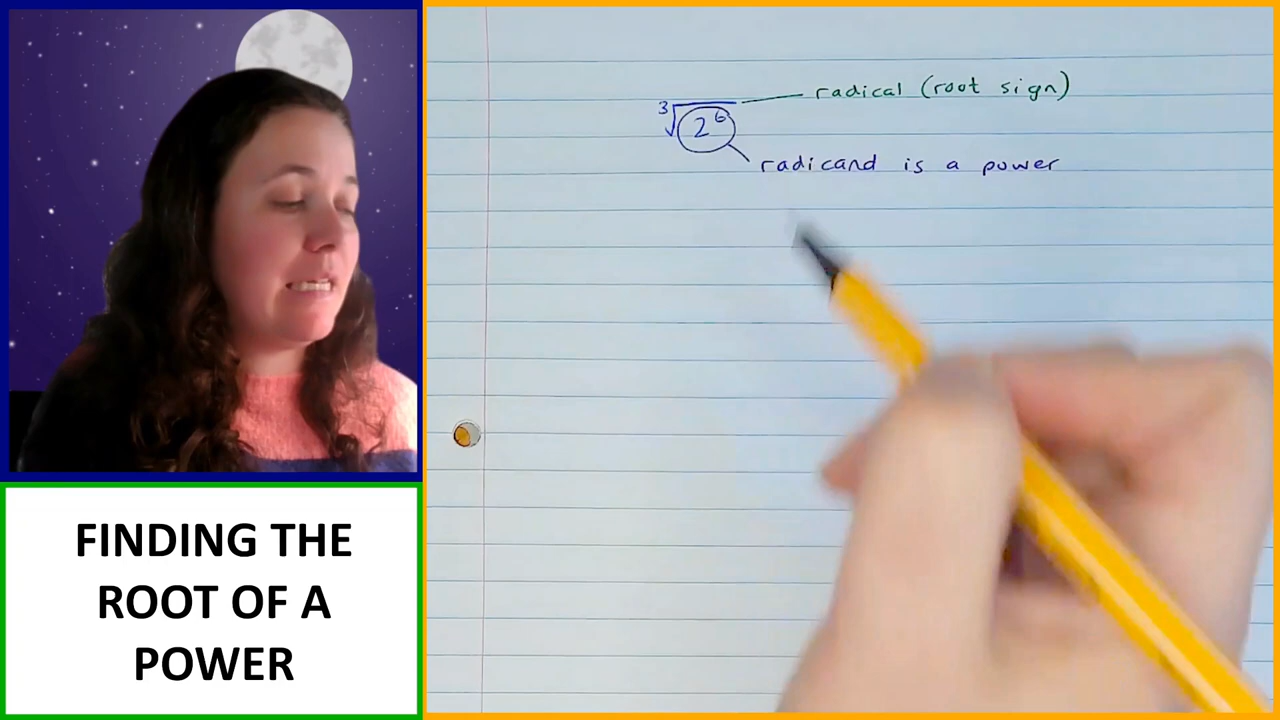 radical (root sign)
∛2⁶
radicand is a power
FINDING THE
ROOT OF A
POWER